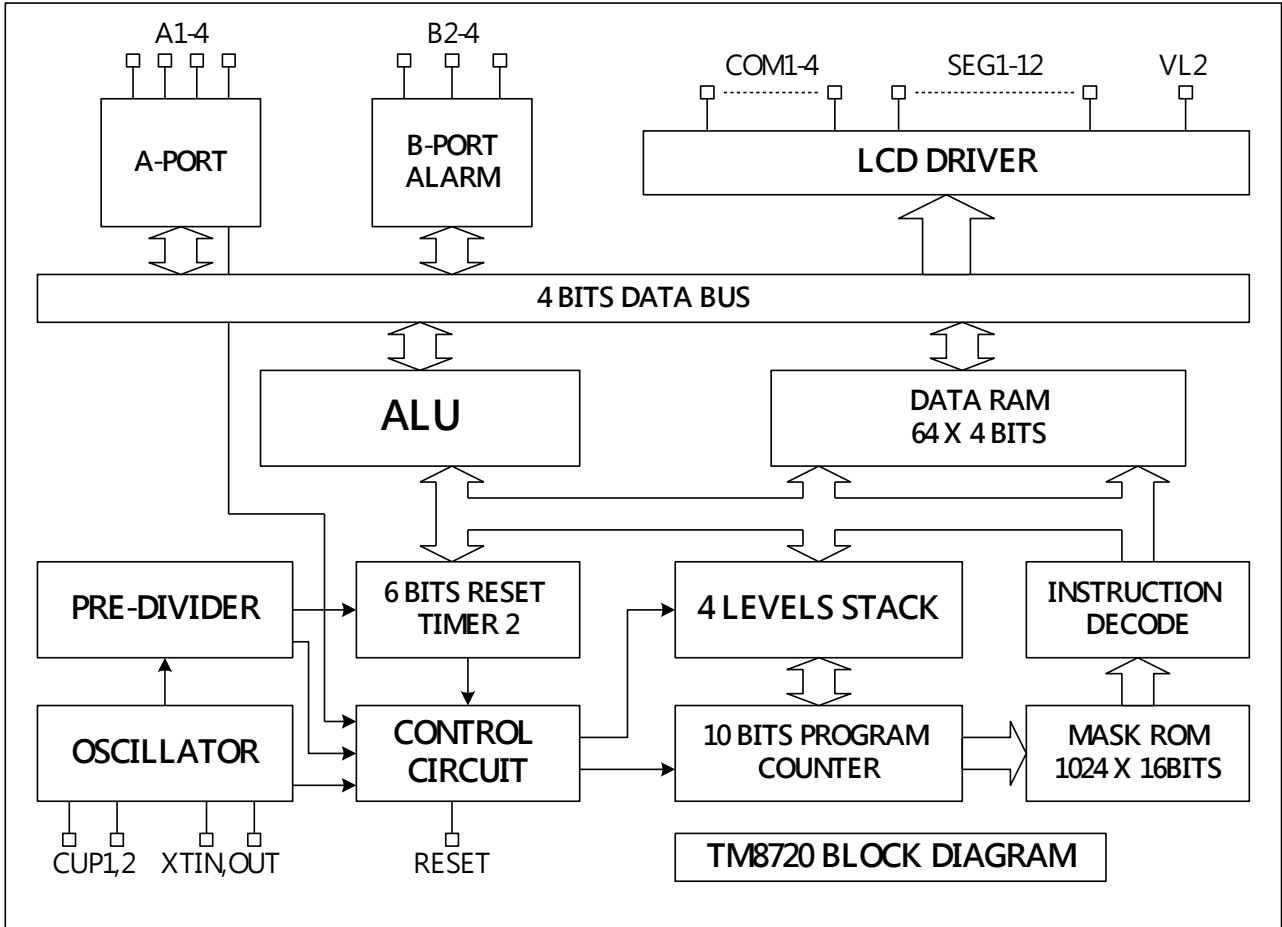 A1-4
B2-4
COM1-4
SEG1-12
VL2
A-PORT
B-PORT
ALARM
LCD DRIVER
4 BITS DATA BUS
ALU
DATA RAM
64 X 4 BITS
PRE-DIVIDER
6 BITS RESET
TIMER 2
4 LEVELS STACK
INSTRUCTION
DECODE
OSCILLATOR
CONTROL
CIRCUIT
10 BITS PROGRAM
COUNTER
MASK ROM
1024 X 16BITS
CUP1,2
XTIN,OUT
RESET
TM8720 BLOCK DIAGRAM